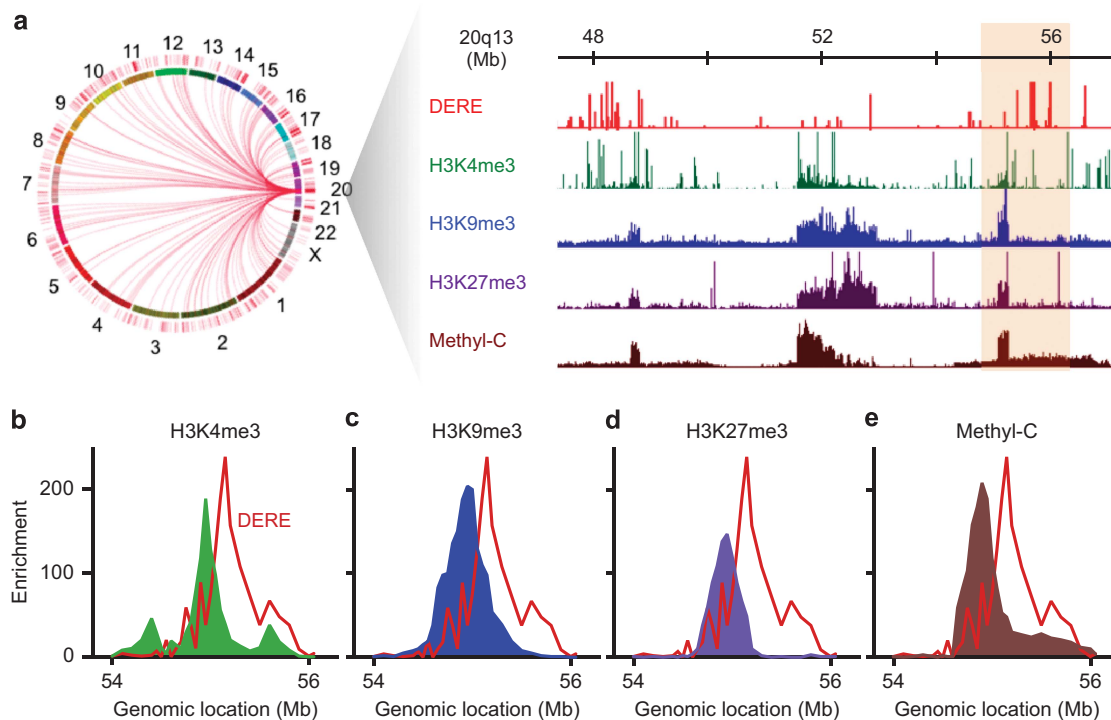 a
12
13
14
15
16
17
18
19
20
21
22
X
1
2
3
4
5
6
7
8
9
10
11
20q13
(Mb)
48
52
56
DERE
H3K4me3
H3K9me3
H3K27me3
Methyl-C
b
H3K4me3
c
H3K9me3
d
H3K27me3
e
Methyl-C
Enrichment
200
100
0
DERE
54
56
54
56
54
56
54
56
Genomic location (Mb)
Genomic location (Mb)
Genomic location (Mb)
Genomic location (Mb)